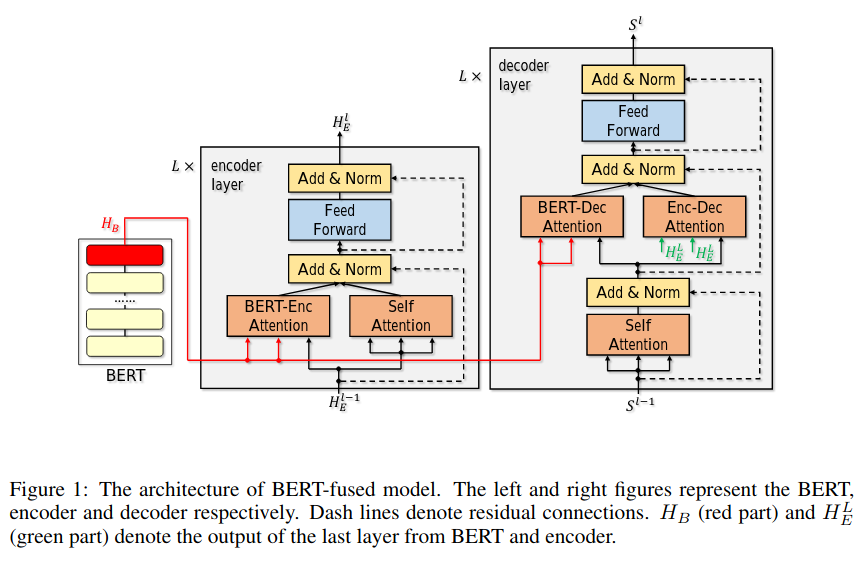 S^l
decoder
layer
L ×
Add & Norm
Feed
Forward
Add & Norm
BERT-Dec
Attention
Enc-Dec
Attention
H_E^L H_E^L
Add & Norm
Self
Attention
S^{l-1}
H_E^l
L ×
encoder
layer
Add & Norm
Feed
Forward
Add & Norm
BERT-Enc
Attention
Self
Attention
H_E^{l-1}
H_B
......
BERT
Figure 1: The architecture of BERT-fused model. The left and right figures represent the BERT,
encoder and decoder respectively. Dash lines denote residual connections. H_B (red part) and H_E^L
(green part) denote the output of the last layer from BERT and encoder.